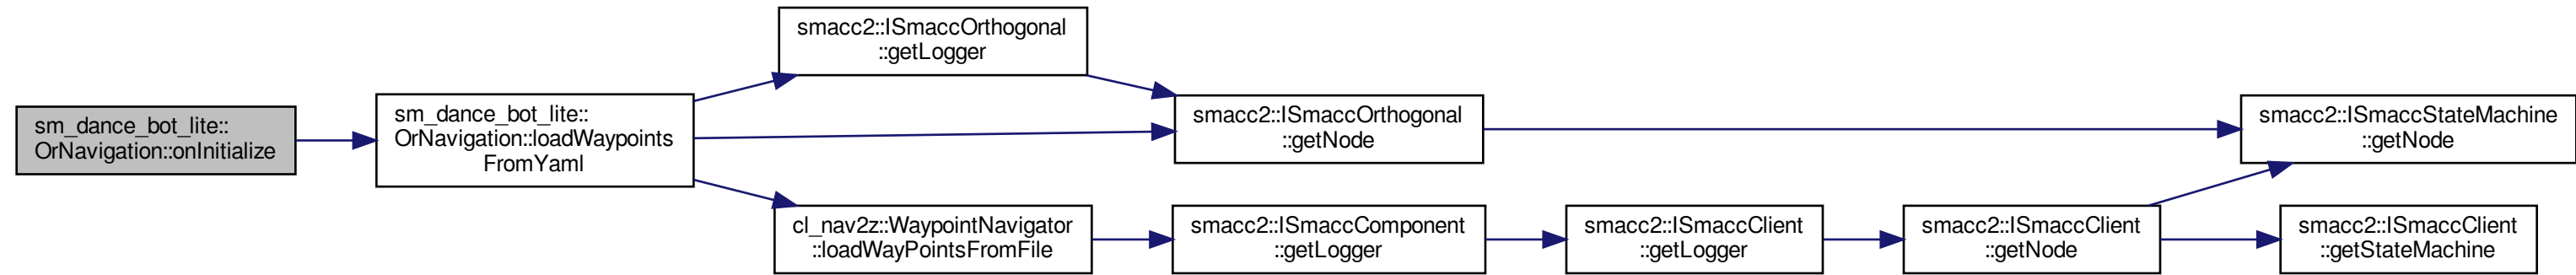 sm_dance_bot_lite::
OrNavigation::onInitialize
sm_dance_bot_lite::
OrNavigation::loadWaypoints
FromYaml
smacc2::ISmaccOrthogonal
::getLogger
smacc2::ISmaccOrthogonal
::getNode
smacc2::ISmaccStateMachine
::getNode
cl_nav2z::WaypointNavigator
::loadWayPointsFromFile
smacc2::ISmaccComponent
::getLogger
smacc2::ISmaccClient
::getLogger
smacc2::ISmaccClient
::getNode
smacc2::ISmaccClient
::getStateMachine